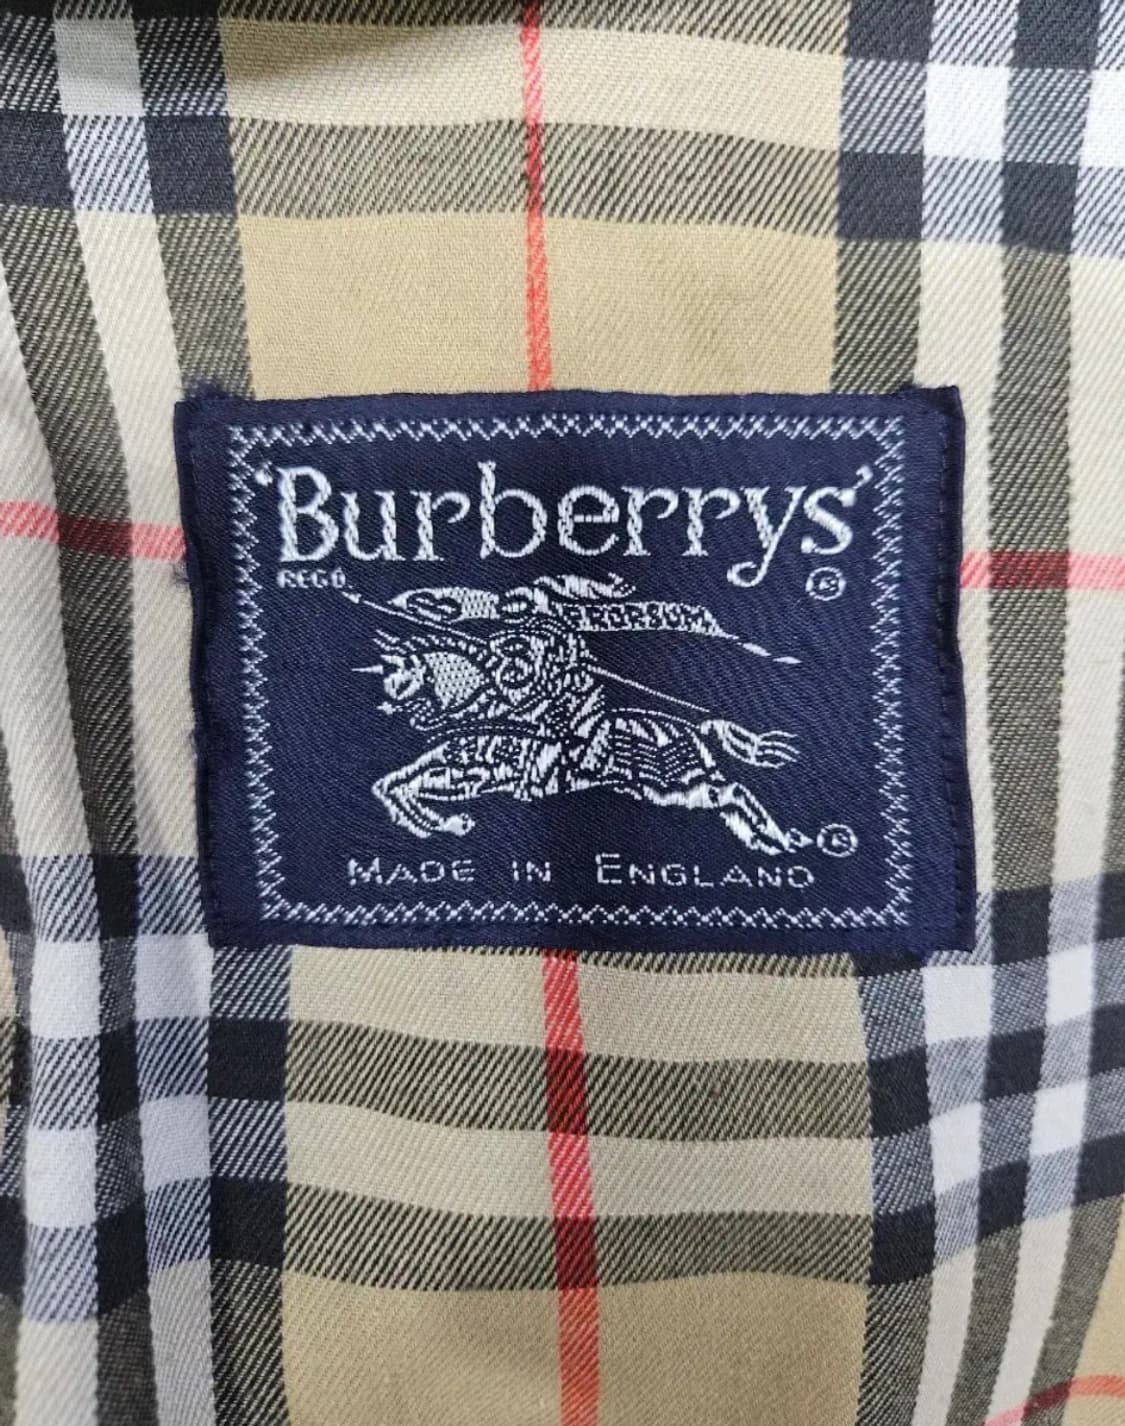 'Burberrys'
REGD. ®
PRORSUM
®
MADE IN ENGLAND